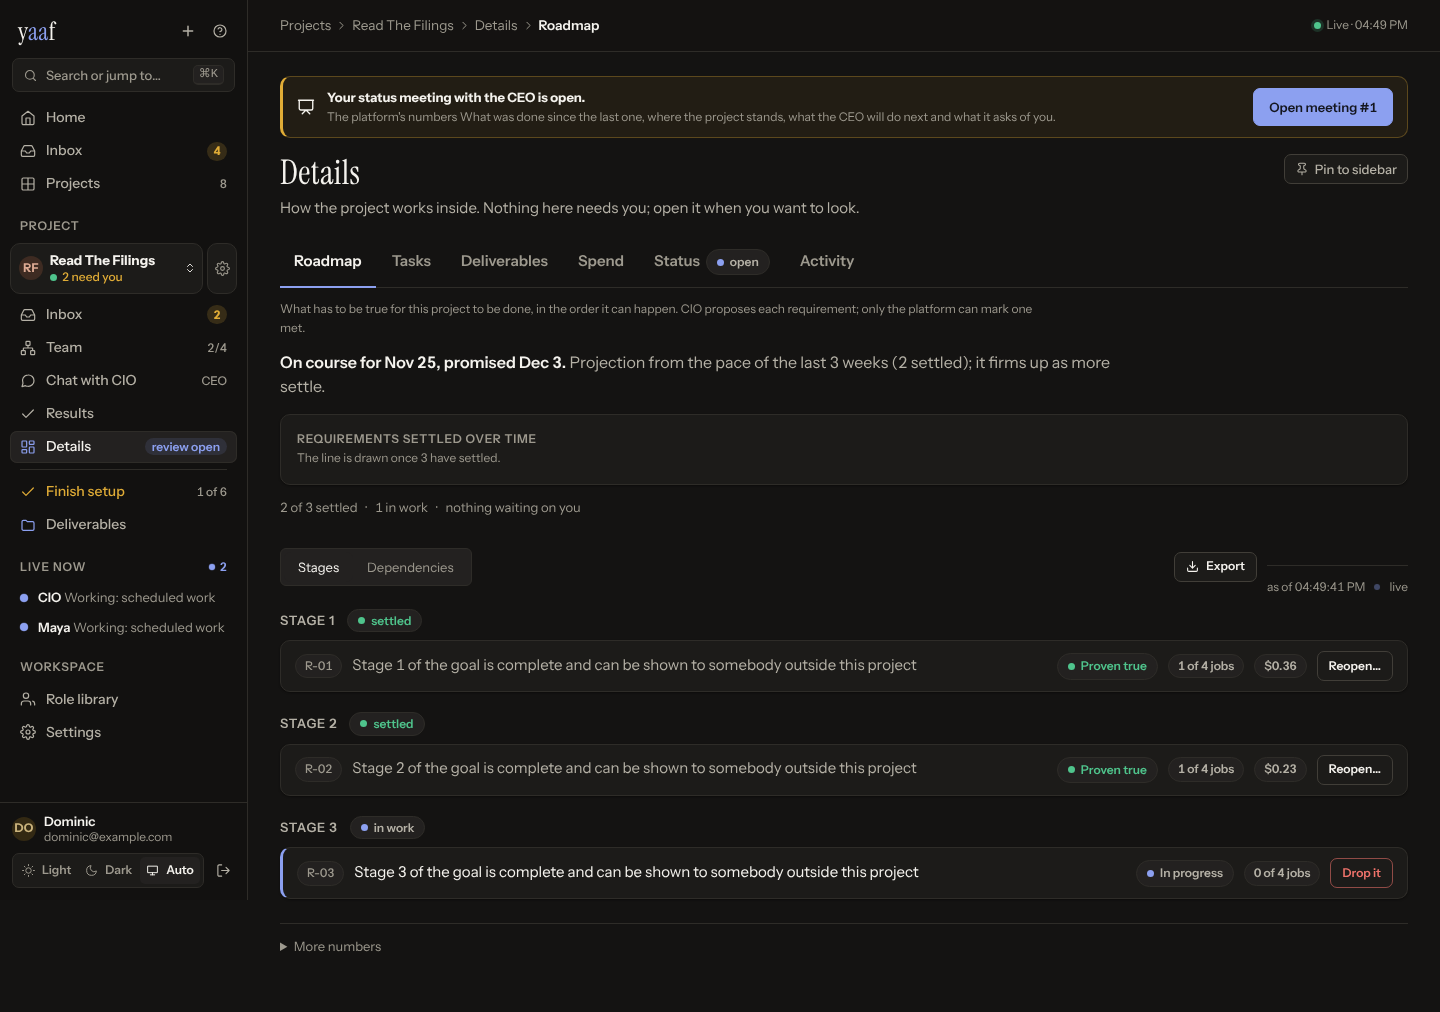 yaaf
Search or jump to...
⌘K
Home
Inbox
4
Projects
8
PROJECT
RF
Read The Filings
2 need you
Inbox
2
Team
2/4
Chat with CIO
CEO
Results
Details
review open
Finish setup
1 of 6
Deliverables
LIVE NOW
2
CIO Working: scheduled work
Maya Working: scheduled work
WORKSPACE
Role library
Settings
DO
Dominic
dominic@example.com
Light
Dark
Auto
Projects > Read The Filings > Details > Roadmap
Live · 04:49 PM
Your status meeting with the CEO is open.
The platform's numbers What was done since the last one, where the project stands, what the CEO will do next and what it asks of you.
Open meeting #1
Details
Pin to sidebar
How the project works inside. Nothing here needs you; open it when you want to look.
Roadmap
Tasks
Deliverables
Spend
Status
open
Activity
What has to be true for this project to be done, in the order it can happen. CIO proposes each requirement; only the platform can mark one
met.
On course for Nov 25, promised Dec 3. Projection from the pace of the last 3 weeks (2 settled); it firms up as more
settle.
REQUIREMENTS SETTLED OVER TIME
The line is drawn once 3 have settled.
2 of 3 settled · 1 in work · nothing waiting on you
Stages
Dependencies
Export
as of 04:49:41 PM
live
STAGE 1
settled
R-01
Stage 1 of the goal is complete and can be shown to somebody outside this project
Proven true
1 of 4 jobs
$0.36
Reopen...
STAGE 2
settled
R-02
Stage 2 of the goal is complete and can be shown to somebody outside this project
Proven true
1 of 4 jobs
$0.23
Reopen...
STAGE 3
in work
R-03
Stage 3 of the goal is complete and can be shown to somebody outside this project
In progress
0 of 4 jobs
Drop it
More numbers